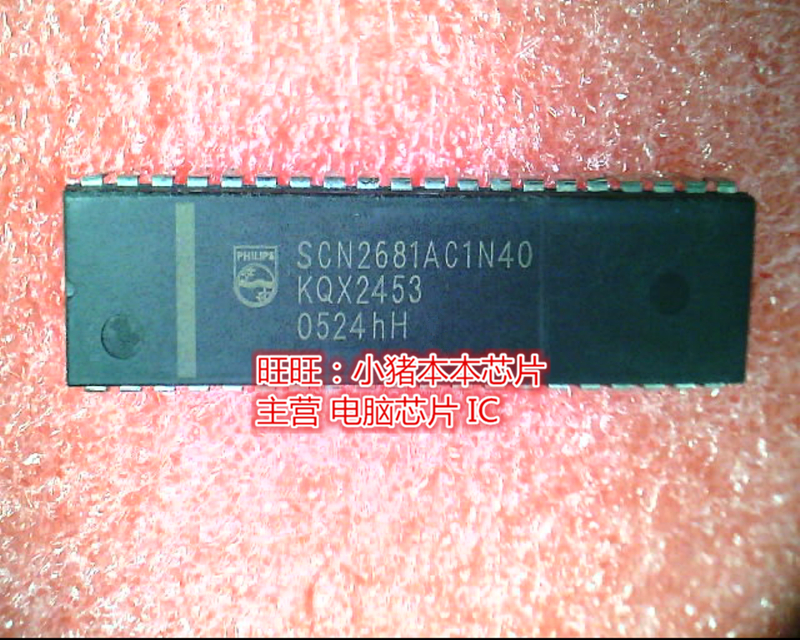 PHILIPS
SCN2681AC1N40
KQX2453
0524hH
旺旺：小猪本本芯片
主营 电脑芯片 IC